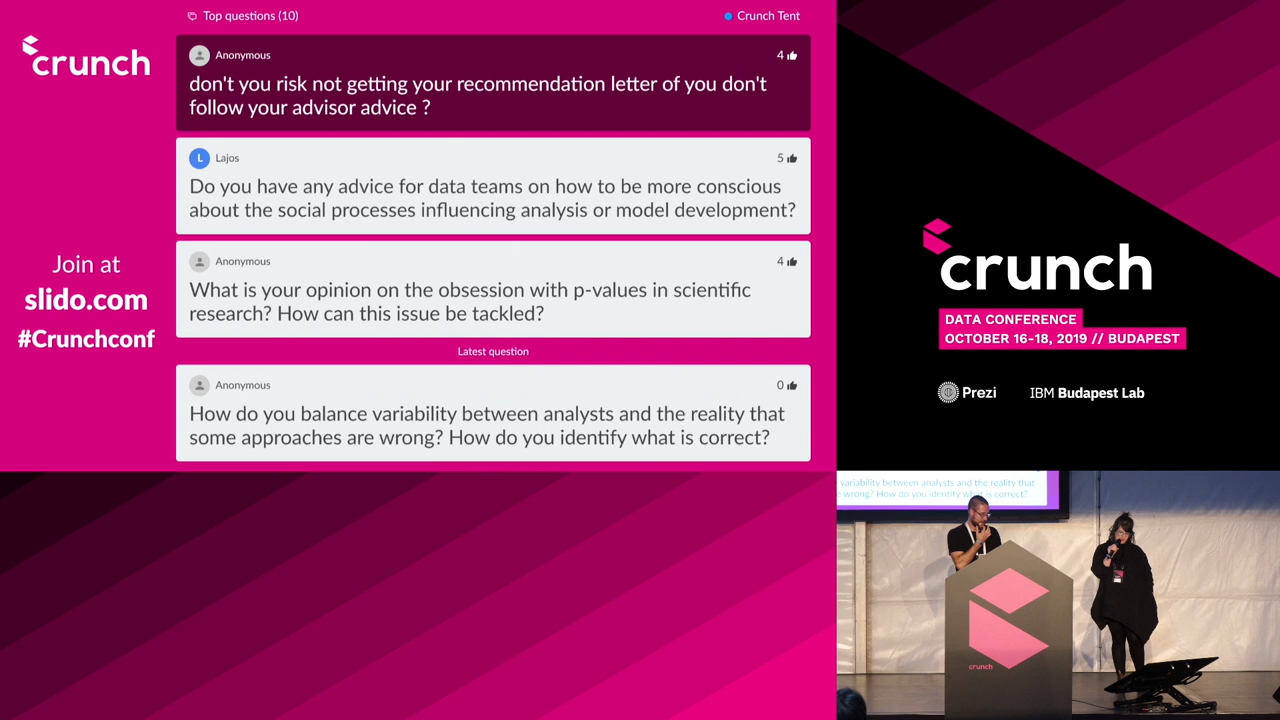 Top questions (10)
Crunch Tent
crunch
Anonymous
4
don't you risk not getting your recommendation letter of you don't
follow your advisor advice ?
L
Lajos
5
Do you have any advice for data teams on how to be more conscious
about the social processes influencing analysis or model development?
Anonymous
4
What is your opinion on the obsession with p-values in scientific
research? How can this issue be tackled?
Latest question
Anonymous
0
How do you balance variability between analysts and the reality that
some approaches are wrong? How do you identify what is correct?
Join at
slido.com
#Crunchconf
crunch
DATA CONFERENCE
OCTOBER 16-18, 2019 // BUDAPEST
Prezi
IBM Budapest Lab
variability between analysts and the reality that
wrong? How do you identify what is correct?
crunch